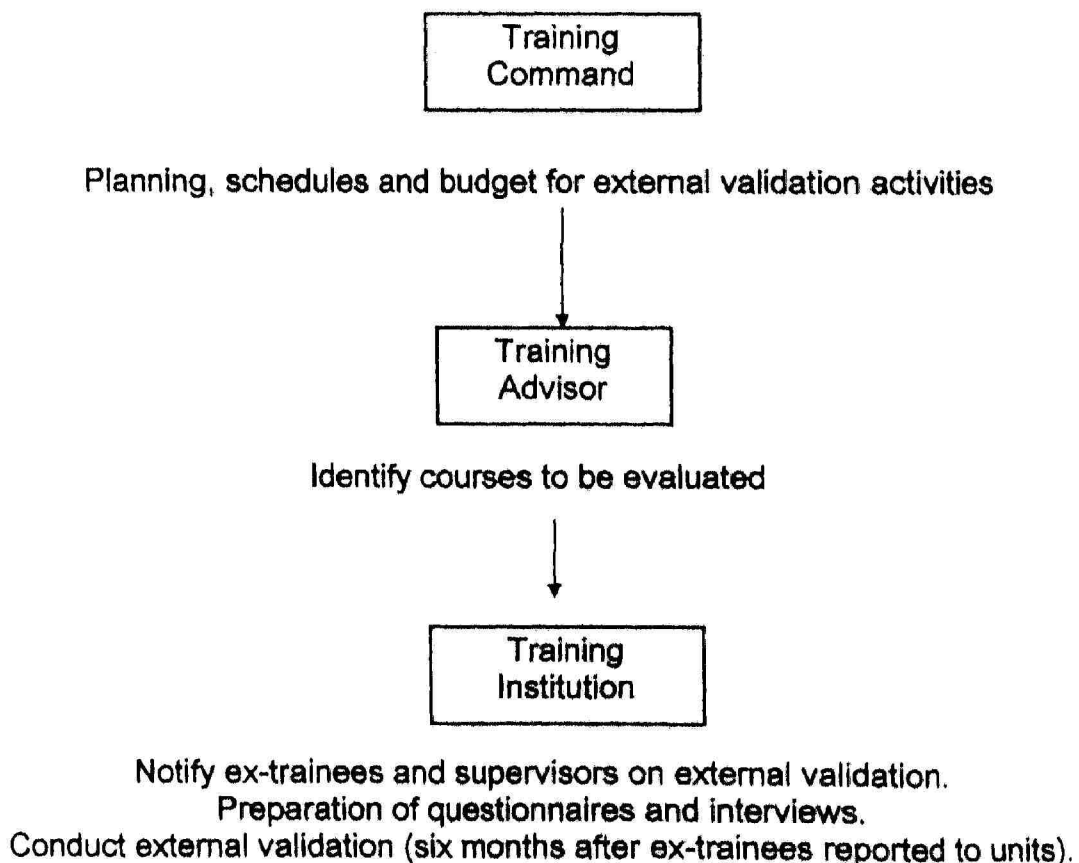 Training
Command
Planning, schedules and budget for external validation activities
Training
Advisor
Identify courses to be evaluated
Training
Institution
Notify ex-trainees and supervisors on external validation.
Preparation of questionnaires and interviews.
Conduct external validation (six months after ex-trainees reported to units).